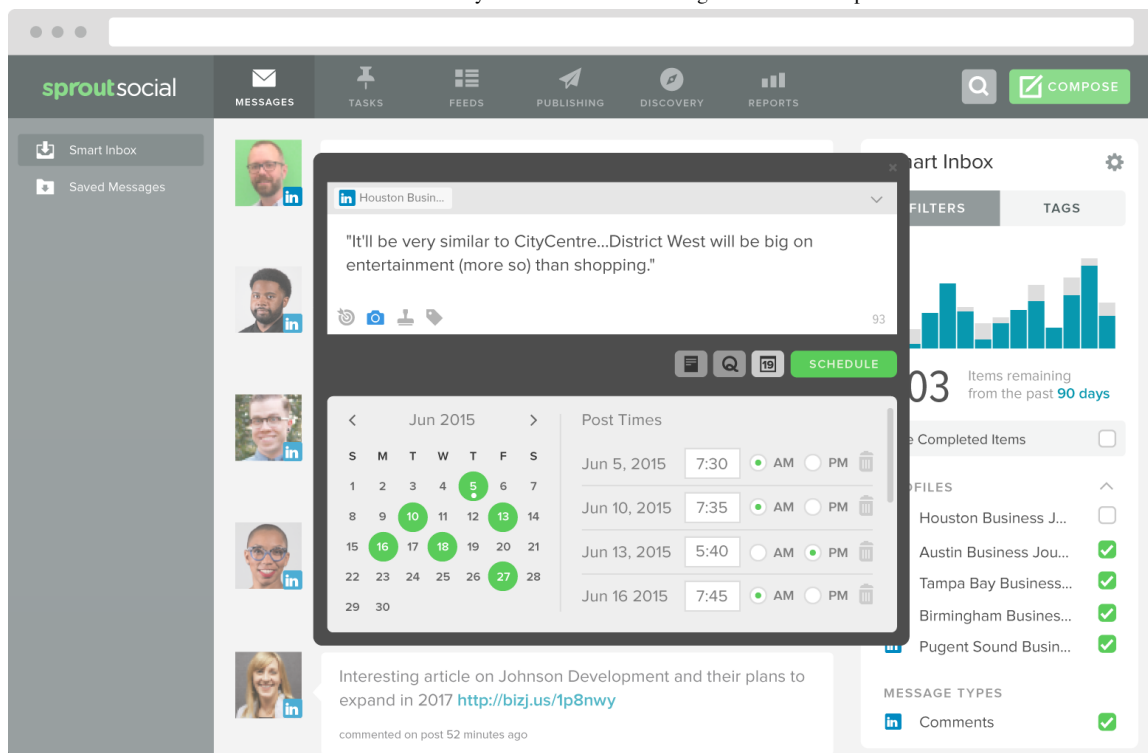 sproutsocial
MESSAGES
TASKS
FEEDS
PUBLISHING
DISCOVERY
REPORTS
COMPOSE
Smart Inbox
Saved Messages
Houston Busin...
"It'll be very similar to CityCentre...District West will be big on
entertainment (more so) than shopping."
93
19
SCHEDULE
Jun 2015
S M T W T F S
1 2 3 4 5 6 7
8 9 10 11 12 13 14
15 16 17 18 19 20 21
22 23 24 25 26 27 28
29 30
Post Times
Jun 5, 2015 7:30 AM PM
Jun 10, 2015 7:35 AM PM
Jun 13, 2015 5:40 AM PM
Jun 16 2015 7:45 AM PM
Interesting article on Johnson Development and their plans to
expand in 2017 http://bizj.us/1p8nwy
commented on post 52 minutes ago
art Inbox
FILTERS TAGS
03
Items remaining
from the past 90 days
Completed Items
FILES
Houston Business J...
Austin Business Jou...
Tampa Bay Business...
Birmingham Busines...
Pugent Sound Busin...
MESSAGE TYPES
Comments